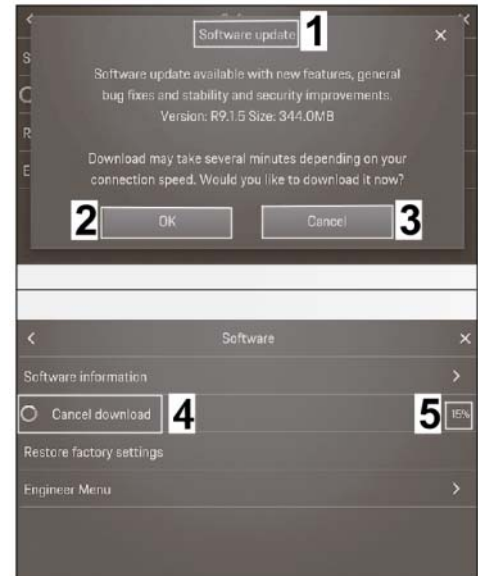 Software update 1
Software update available with new features, general
bug fixes and stability and security improvements.
Version: R9.1.5 Size: 344.0MB
Download may take several minutes depending on your
connection speed. Would you like to download it now?
2 OK Cancel 3
Software
Software information
Cancel download 4 5 15%
Restore factory settings
Engineer Menu